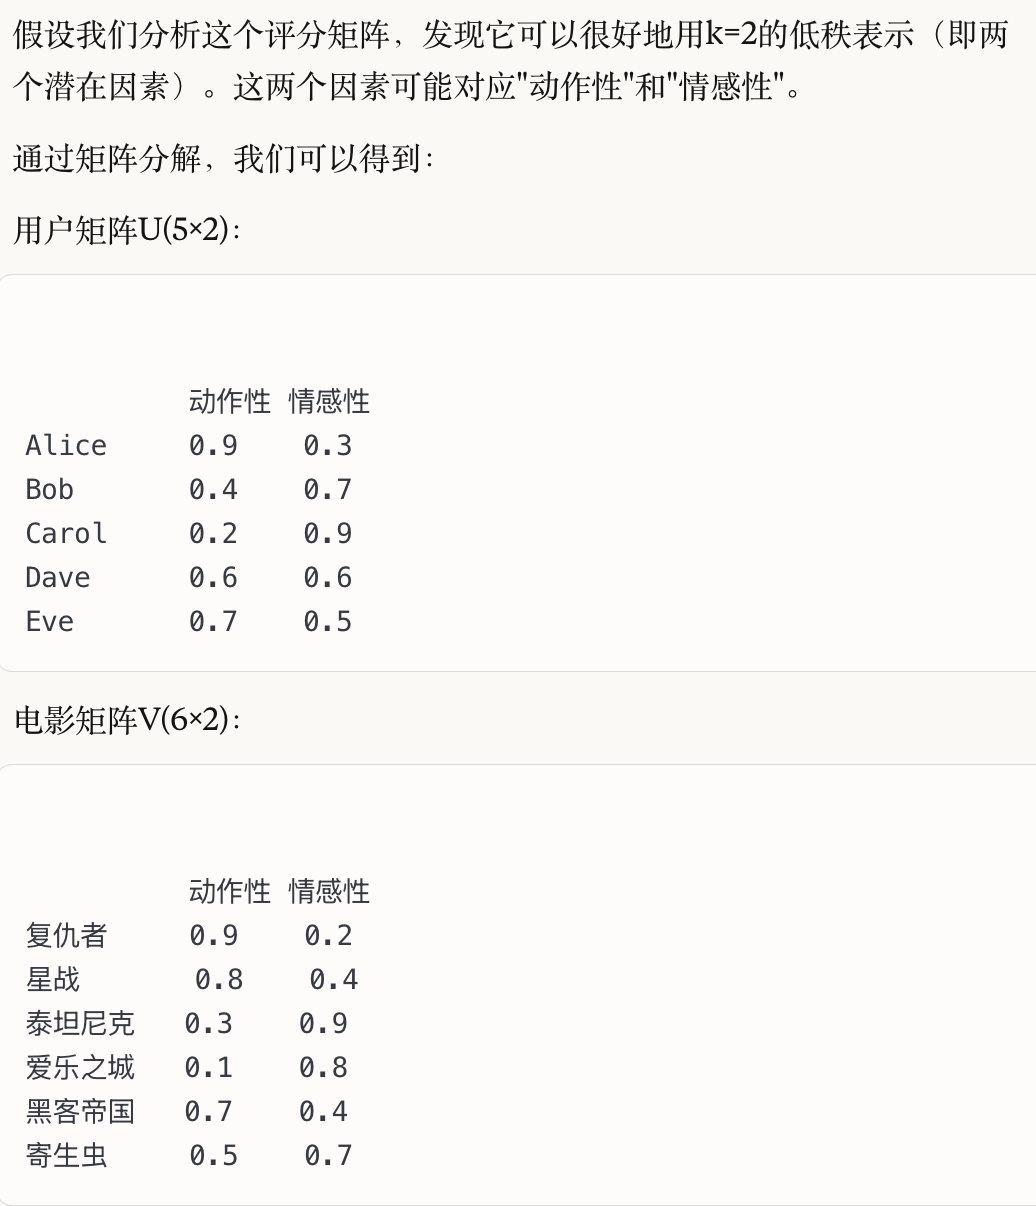 假设我们分析这个评分矩阵，发现它可以很好地用k=2的低秩表示（即两
个潜在因素）。这两个因素可能对应"动作性"和"情感性"。
通过矩阵分解，我们可以得到：
用户矩阵U(5×2)：
动作性 情感性
Alice 0.9 0.3
Bob 0.4 0.7
Carol 0.2 0.9
Dave 0.6 0.6
Eve 0.7 0.5
电影矩阵V(6×2)：
动作性 情感性
复仇者 0.9 0.2
星战 0.8 0.4
泰坦尼克 0.3 0.9
爱乐之城 0.1 0.8
黑客帝国 0.7 0.4
寄生虫 0.5 0.7